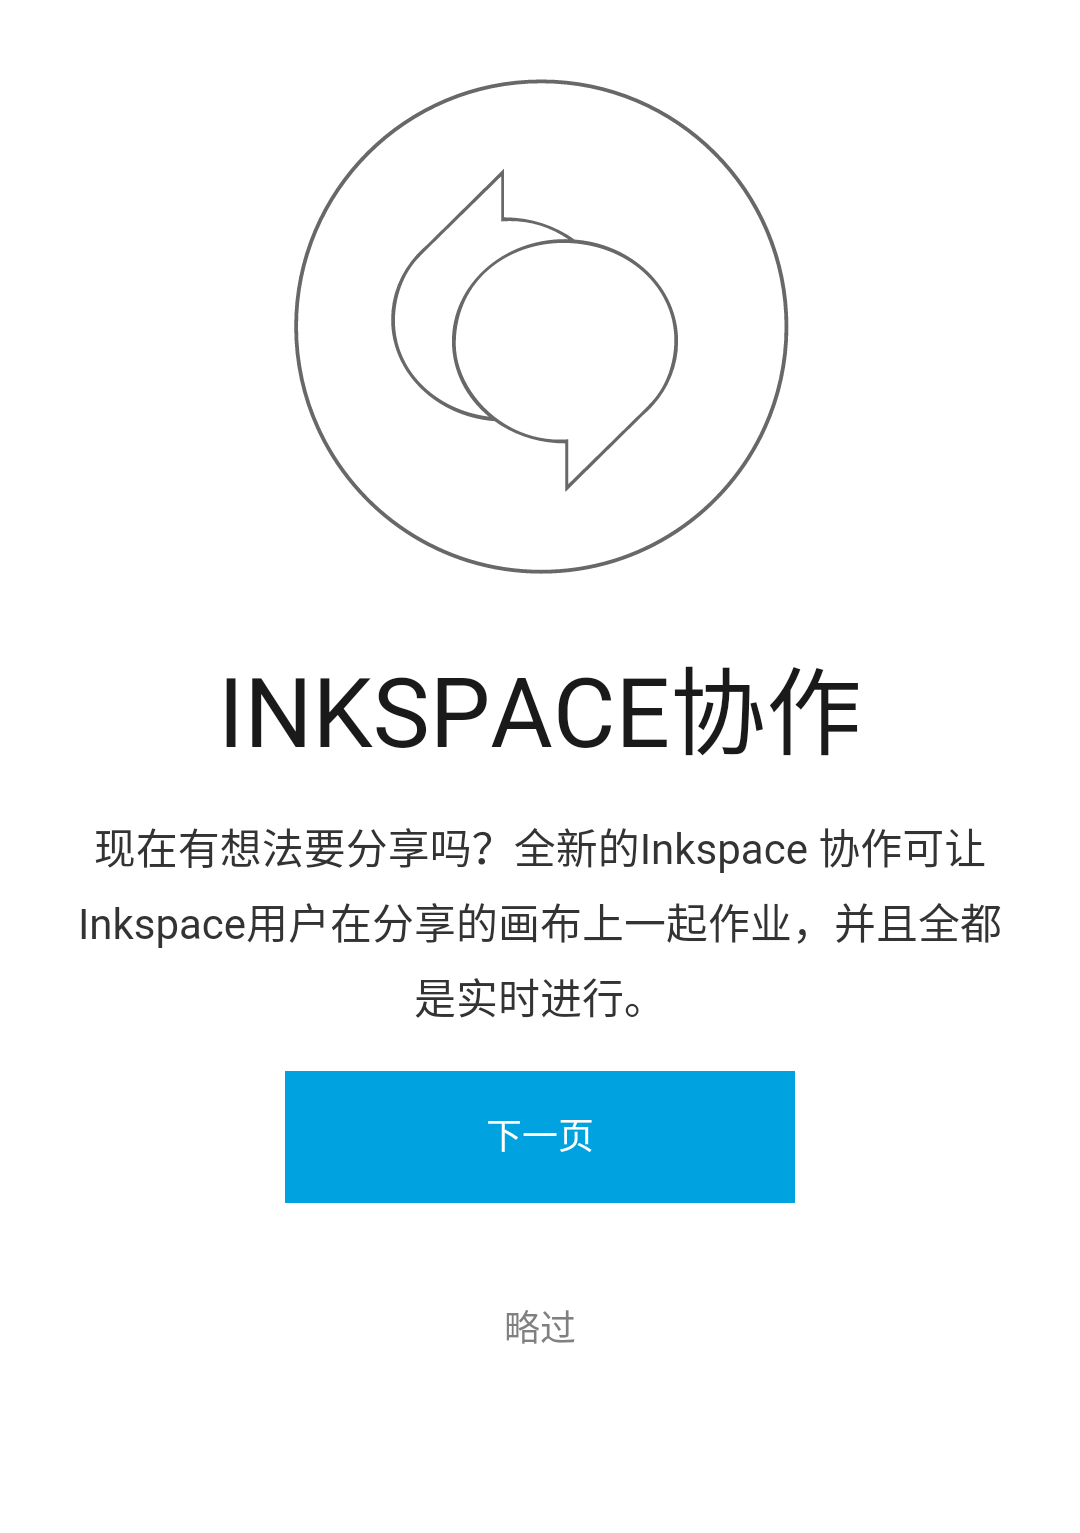 INKSPACE协作
现在有想法要分享吗？全新的Inkspace 协作可让
Inkspace用户在分享的画布上一起作业，并且全都
是实时进行。
下一页
略过